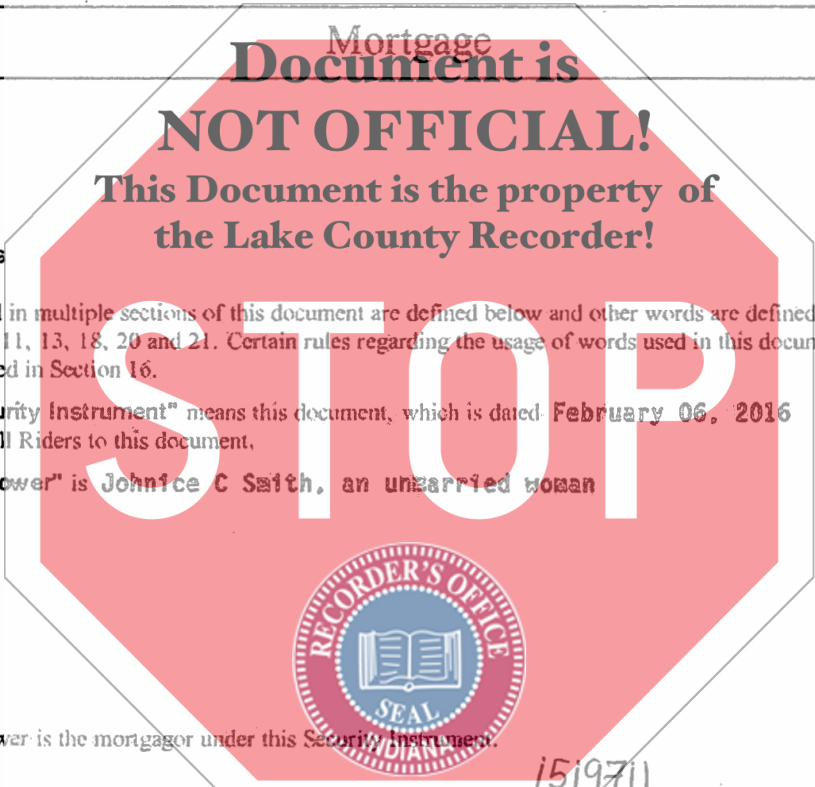 Mortgage
Document is
NOT OFFICIAL!
This Document is the property of
the Lake County Recorder!
s
in multiple sections of this document are defined below and other words are defined
11, 13, 18, 20 and 21. Certain rules regarding the usage of words used in this docum
d in Section 16.
urity Instrument" means this document, which is dated February 06, 2016
ll Riders to this document.
ower" is Johnice C Smith, an unmarried woman
STOP
RECORDER'S OFFICE
SEAL
INDIANA
wer is the mortgagor under this Security Instrument.